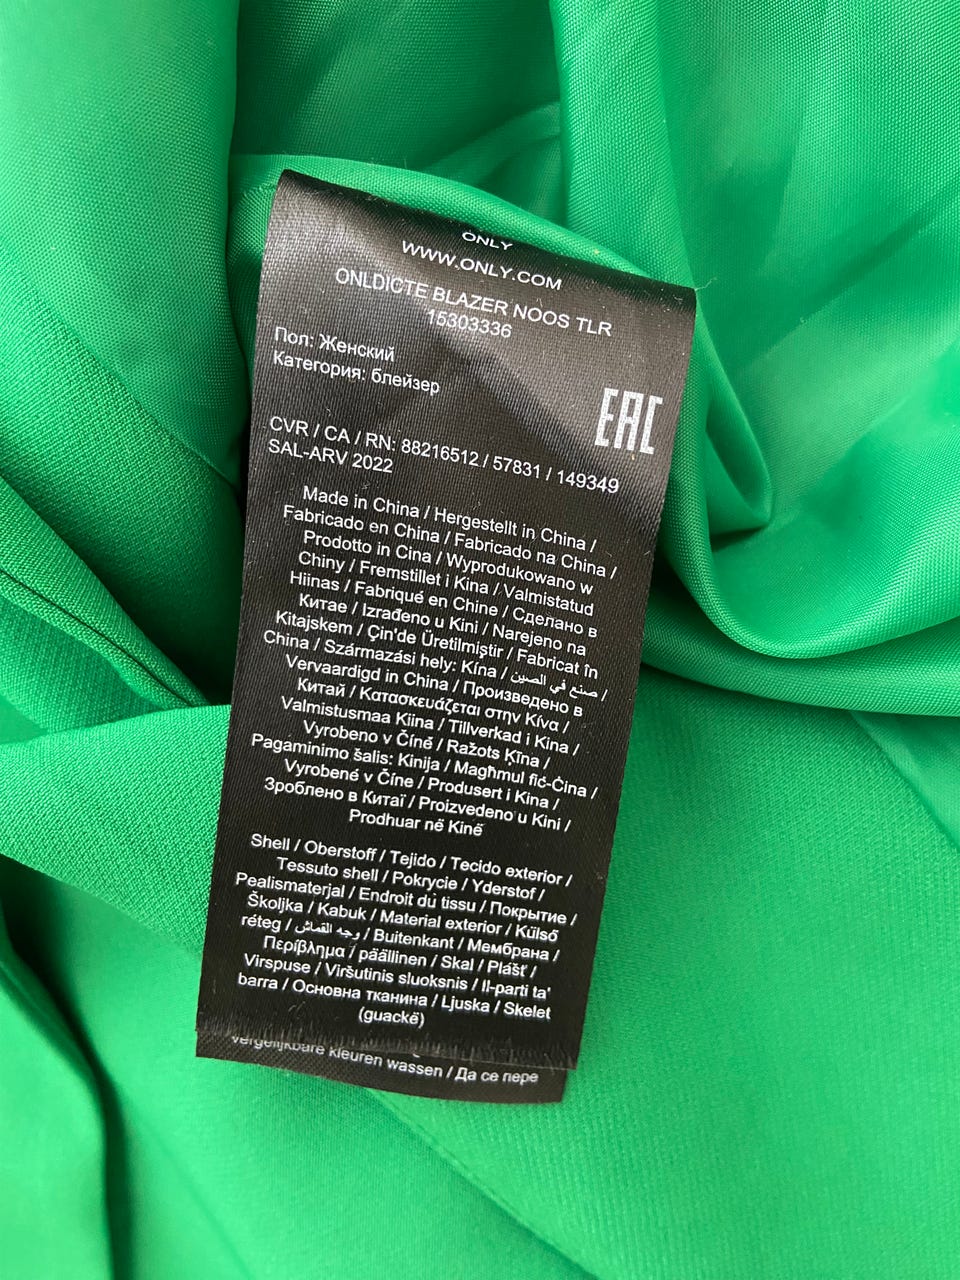 ONLY
WWW.ONLY.COM
ONLDICTE BLAZER NOOS TLR
15303336
Пол: Женский
Категория: блейзер
EAC
CVR / CA / RN: 88216512 / 57831 / 149349
SAL-ARV 2022
Made in China / Hergestellt in China /
Fabricado en China / Fabricado na China /
Prodotto in Cina / Wyprodukowano w
Chiny / Fremstillet i Kina / Valmistatud
Hiinas / Fabriqué en Chine / Сделано в
Китае / Izrađeno u Kini / Narejeno na
Kitajskem / Çin'de Üretilmiştir / Fabricat în
China / Származási hely: Kína / صنع في الصين /
Vervaardigd in China / Произведено в
Китай / Κατασκευάζεται στην Κίνα /
Valmistusmaa Kiina / Tillverkad i Kina /
Vyrobeno v Číně / Ražots Ķīna /
Pagaminimo šalis: Kinija / Magħmul fiċ-Ċina /
Vyrobené v Číne / Produsert i Kina /
Зроблено в Китаї / Proizvedeno u Kini /
Prodhuar në Kinë
Shell / Oberstoff / Tejido / Tecido exterior /
Tessuto shell / Pokrycie / Yderstof /
Pealismaterjal / Endroit du tissu / Покрытие /
Školjka / Kabuk / Material exterior / Külső
réteg / وجه القماش / Buitenkant / Мембрана /
Περίβλημα / päällinen / Skal / Plášť /
Virspuse / Viršutinis sluoksnis / Il-parti ta'
barra / Основна тканина / Ljuska / Skelet
(guackë)
vergelijkbare kleuren wassen / Да се пере